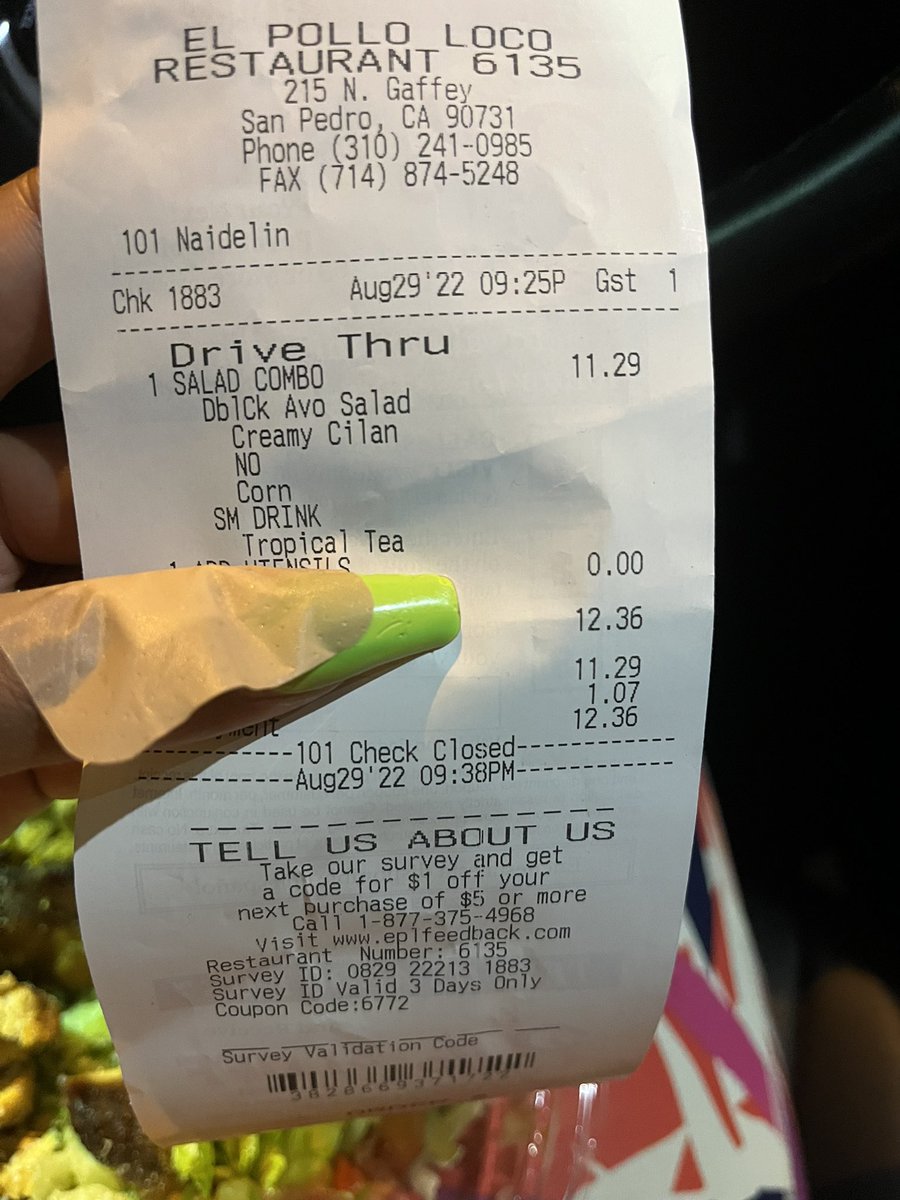 EL POLLO LOCO
RESTAURANT 6135
215 N. Gaffey
San Pedro, CA 90731
Phone (310) 241-0985
FAX (714) 874-5248
101 Naidelin
Chk 1883 Aug29'22 09:25P Gst 1
Drive Thru
1 SALAD COMBO 11.29
DblCk Avo Salad
Creamy Cilan
NO
Corn
SM DRINK
Tropical Tea
1 ADD UTENSILS 0.00
12.36
11.29
1.07
12.36
101 Check Closed
Aug29'22 09:38PM
TELL US ABOUT US
Take our survey and get
a code for $1 off your
next purchase of $5 or more
Call 1-877-375-4968
Visit www.eplfeedback.com
Restaurant Number: 6135
Survey ID: 0829 22213 1883
Survey ID Valid 3 Days Only
Coupon Code:6772
Survey Validation Code